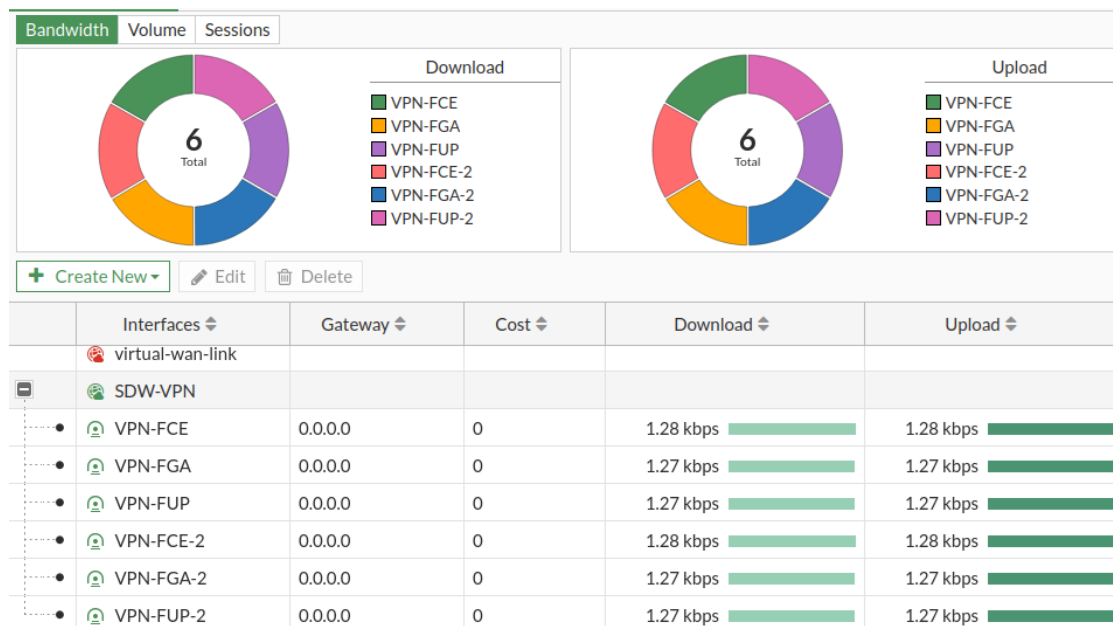 Bandwidth Volume Sessions
Download
VPN-FCE
VPN-FGA
VPN-FUP
VPN-FCE-2
VPN-FGA-2
VPN-FUP-2
6
Total
Upload
VPN-FCE
VPN-FGA
VPN-FUP
VPN-FCE-2
VPN-FGA-2
VPN-FUP-2
6
Total
+ Create New Edit Delete
Interfaces Gateway Cost Download Upload
virtual-wan-link
SDW-VPN
VPN-FCE 0.0.0.0 0 1.28 kbps 1.28 kbps
VPN-FGA 0.0.0.0 0 1.27 kbps 1.27 kbps
VPN-FUP 0.0.0.0 0 1.27 kbps 1.27 kbps
VPN-FCE-2 0.0.0.0 0 1.28 kbps 1.28 kbps
VPN-FGA-2 0.0.0.0 0 1.27 kbps 1.27 kbps
VPN-FUP-2 0.0.0.0 0 1.27 kbps 1.27 kbps